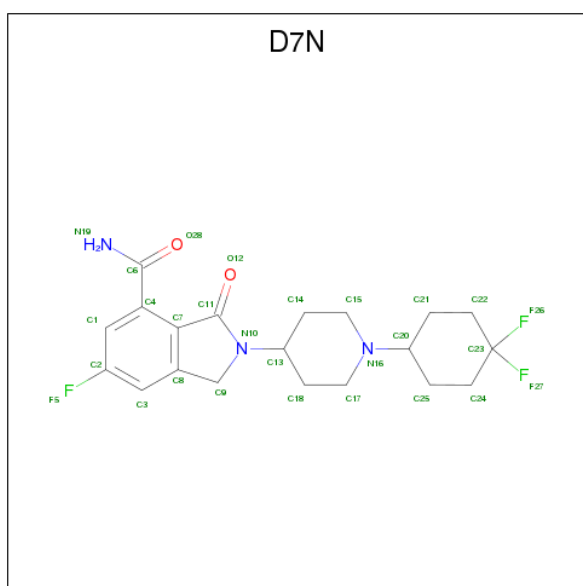 D7N
N19 O28
H₂N O O12
C6 O
C4 C11 C14 C15 C21 C22 F26
C1 C7 N10 F
C2 N C13 N C20 C23
C8 N16 F
F C18 C17 C25 C24 F27
F5 C3 C9